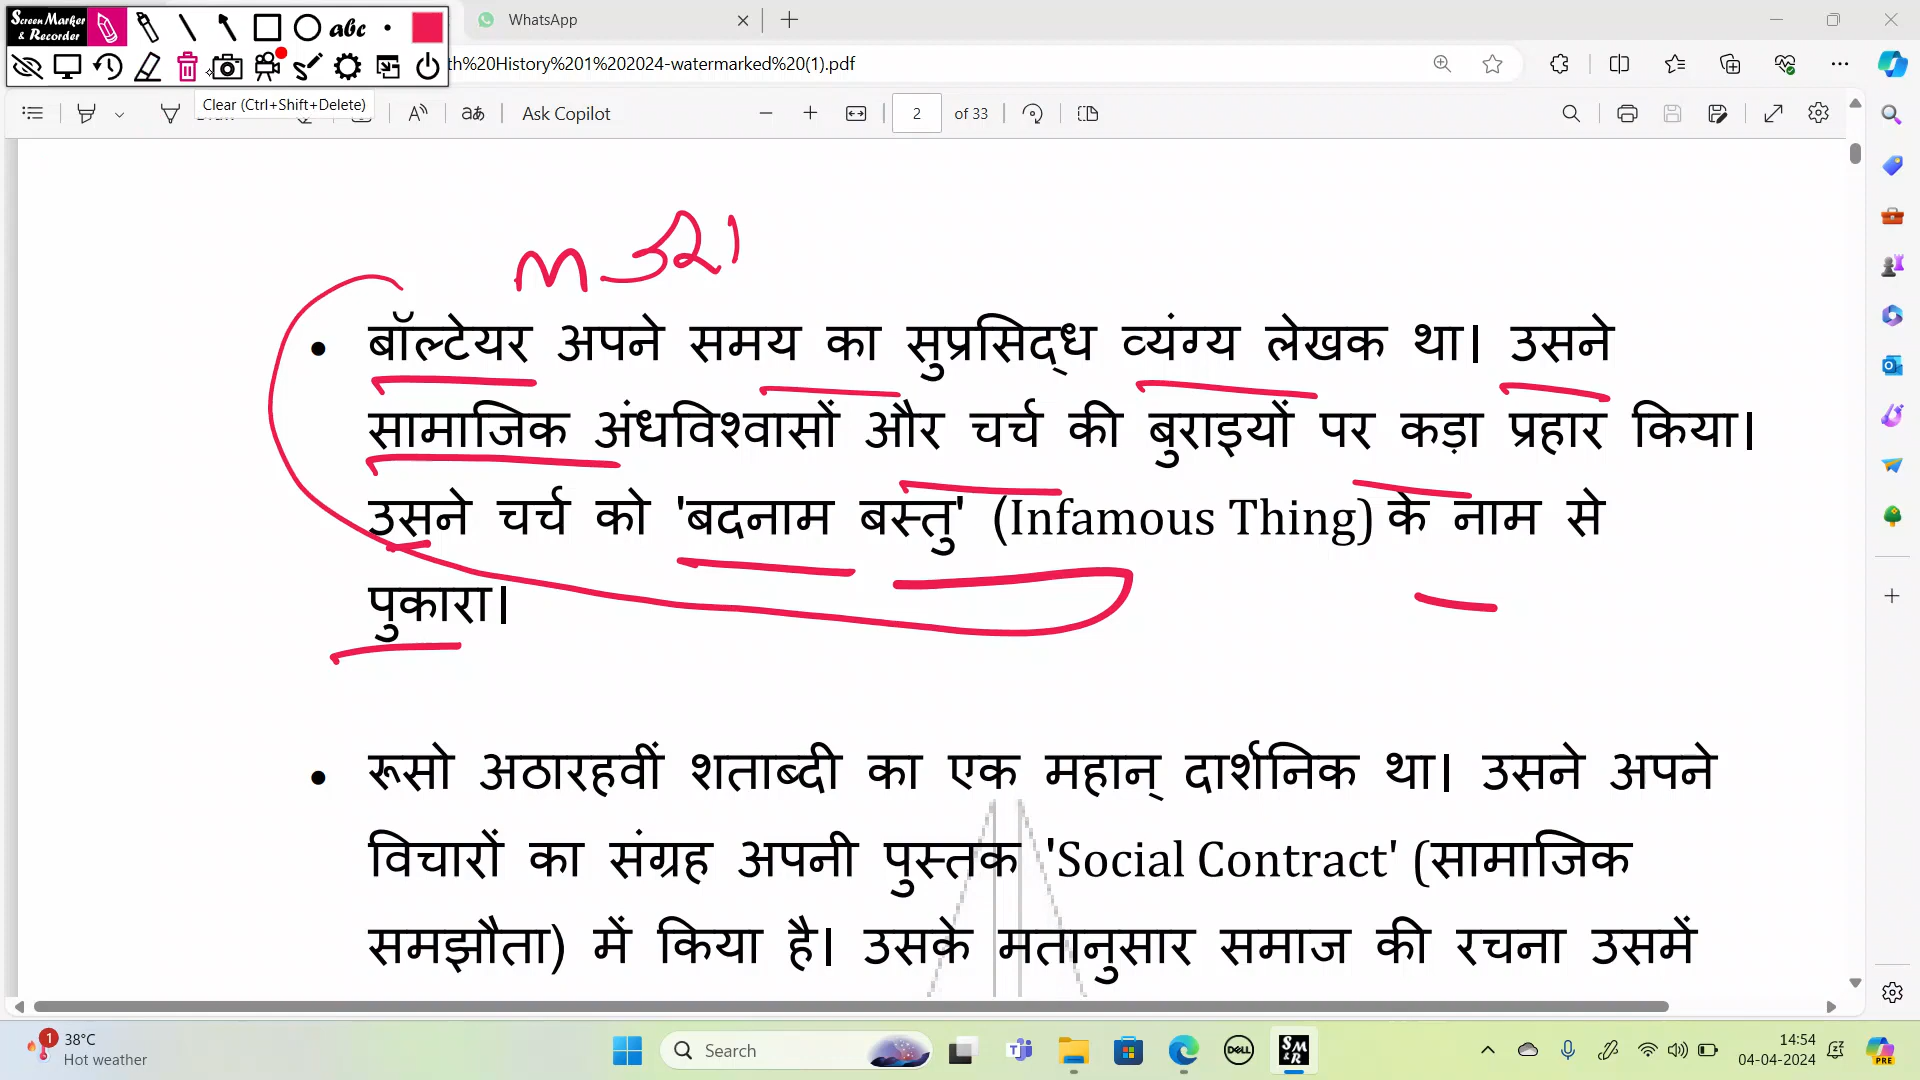 Screen Marker
& Recorder
abc
WhatsApp
th%20History%201%202024-watermarked%20(1).pdf
Clear (Ctrl+Shift+Delete)
Ask Copilot
2 of 33
• बॉल्टेयर अपने समय का सुप्रसिद्ध व्यंग्य लेखक था। उसने
सामाजिक अंधविश्वासों और चर्च की बुराइयों पर कड़ा प्रहार किया।
उसने चर्च को 'बदनाम बस्तु' (Infamous Thing) के नाम से
पुकारा।
• रूसो अठारहवीं शताब्दी का एक महान् दार्शनिक था। उसने अपने
विचारों का संग्रह अपनी पुस्तक 'Social Contract' (सामाजिक
समझौता) में किया है। उसके मतानुसार समाज की रचना उसमें
1
38°C
Hot weather
Search
DELL
S M
& R
14:54
04-04-2024
PRE